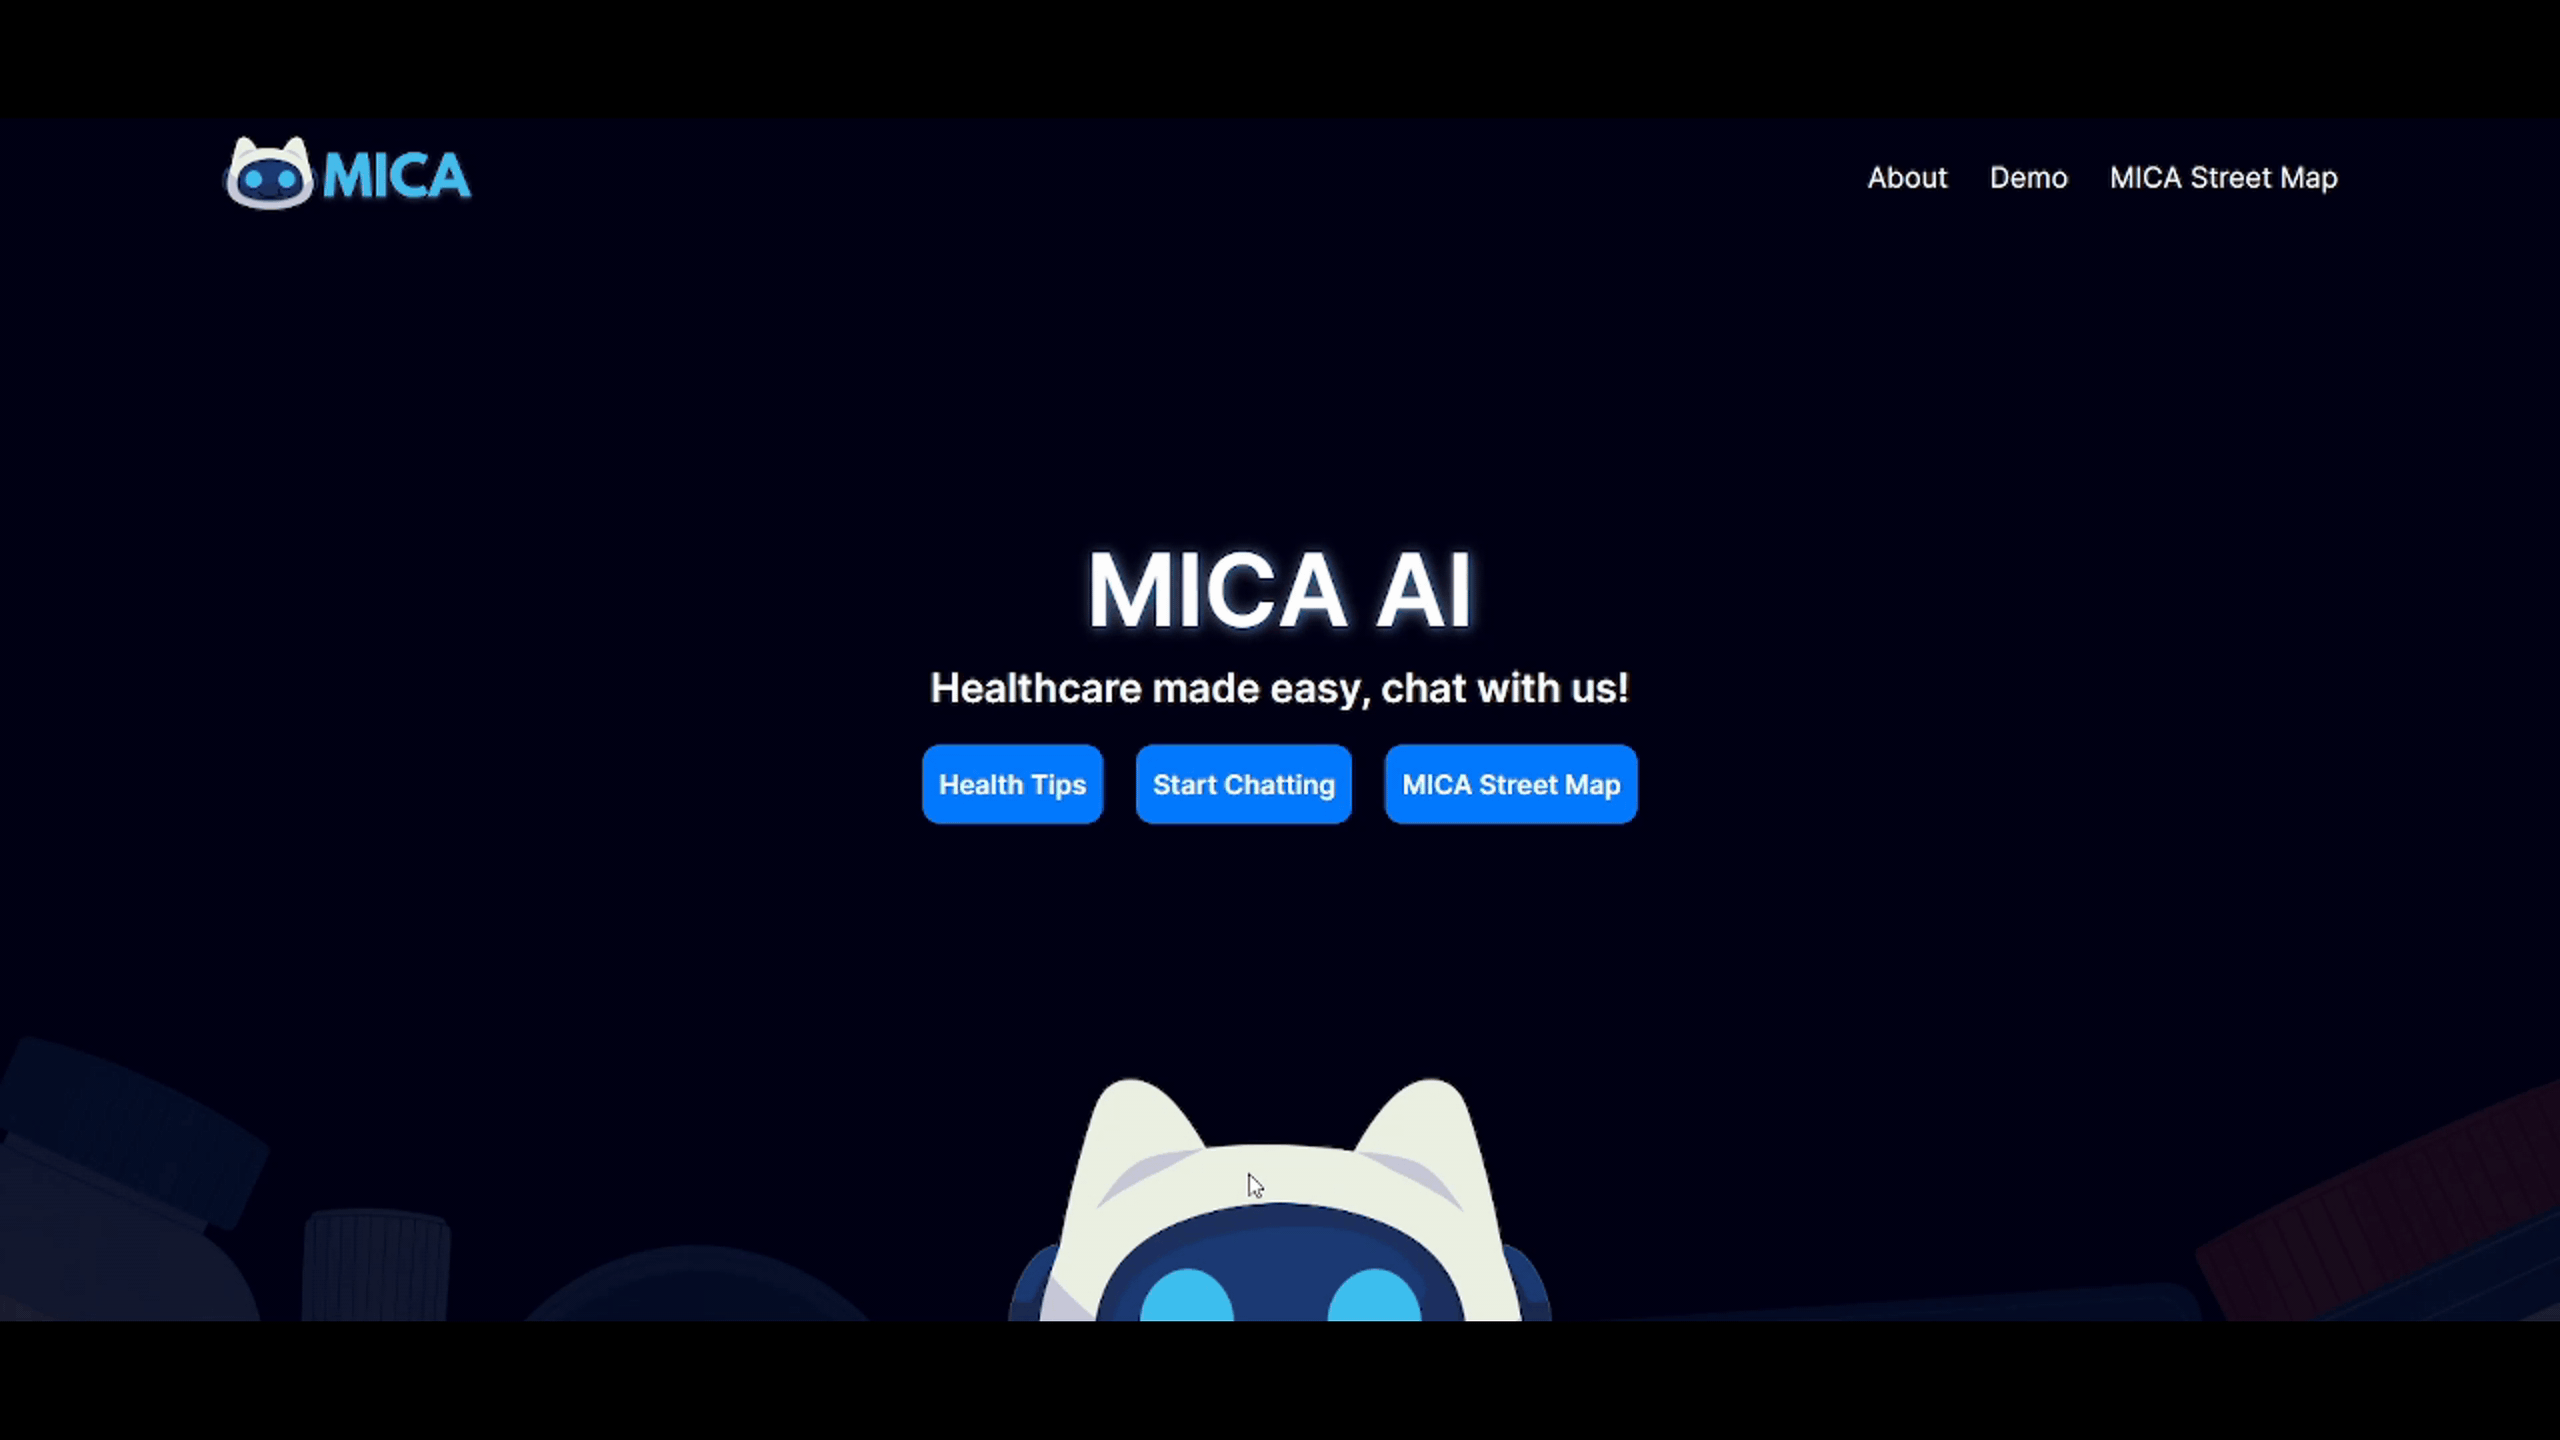 MICA
About Demo MICA Street Map
MICA AI
Healthcare made easy, chat with us!
Health Tips Start Chatting MICA Street Map